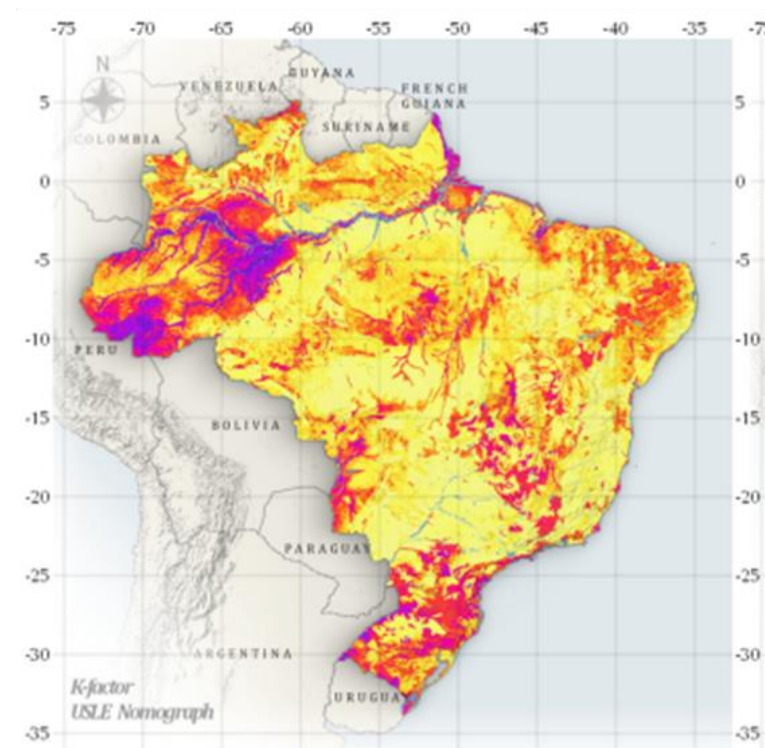 -75 -70 -65 -60 -55 -50 -45 -40 -35 -75
N
GUYANA
VENEZUELA
FRENCH
GUIANA
5 5
SURINAME
COLOMBIA
0 0
-5 -5
-10 -10
PERU
-15 -15
BOLIVIA
-20 -20
PARAGUAY
-25 -25
ARGENTINA
-30 -30
K-factor
USLE Nomograph
URUGUAY
-35 -35